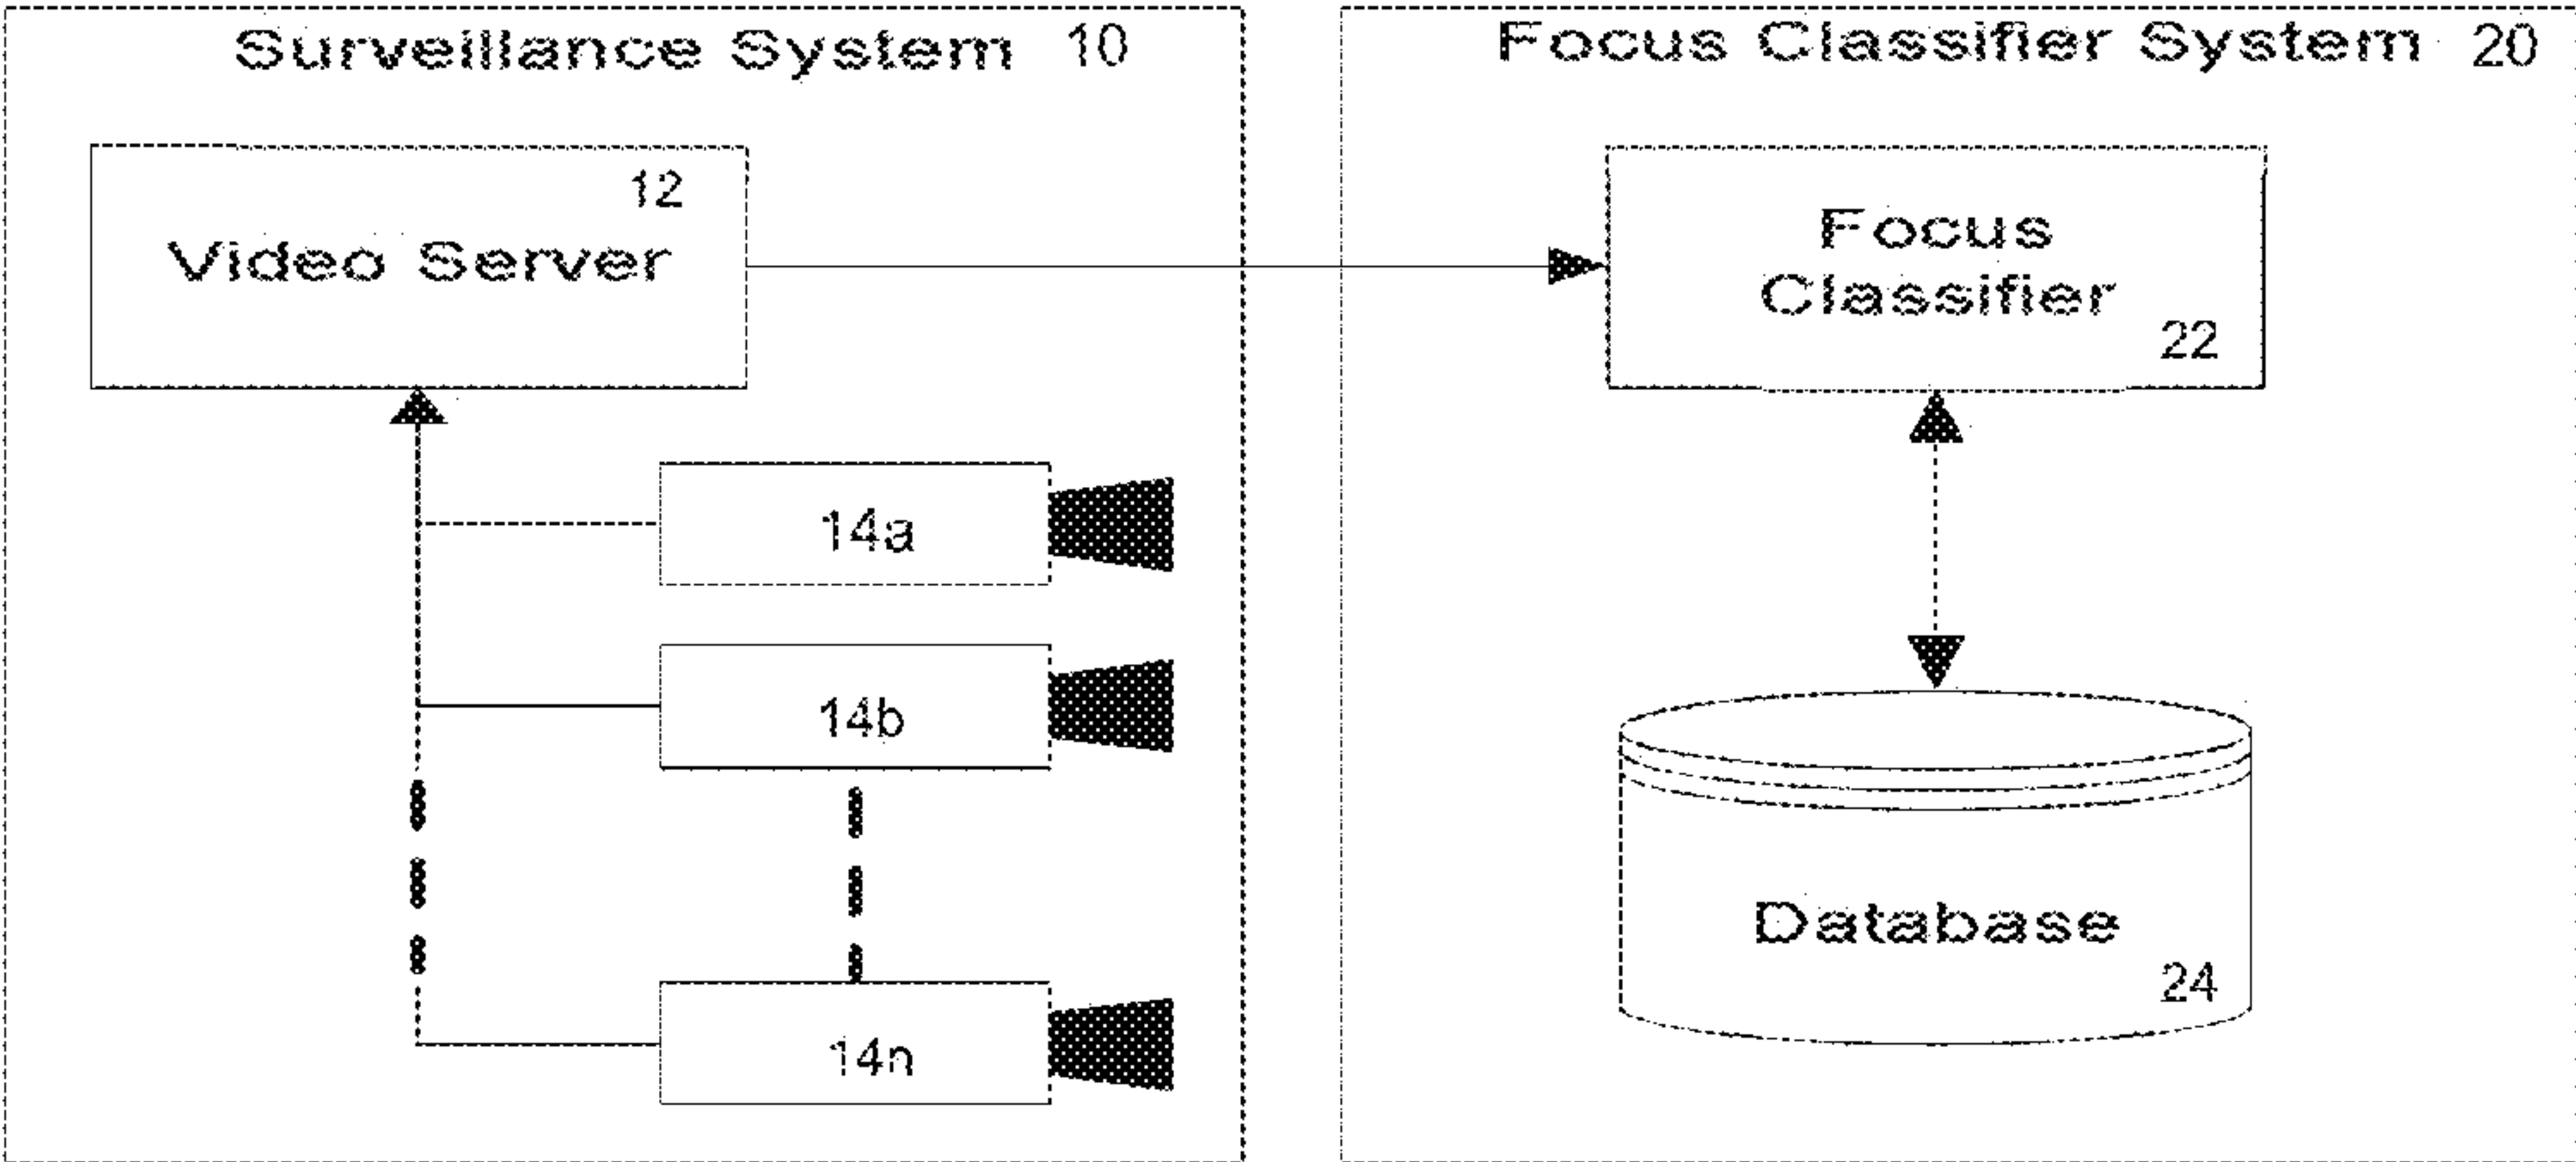 Surveillance System 10
12
Video Server
14a
14b
14n
Focus Classifier System 20
Focus
Classifier
22
Database
24